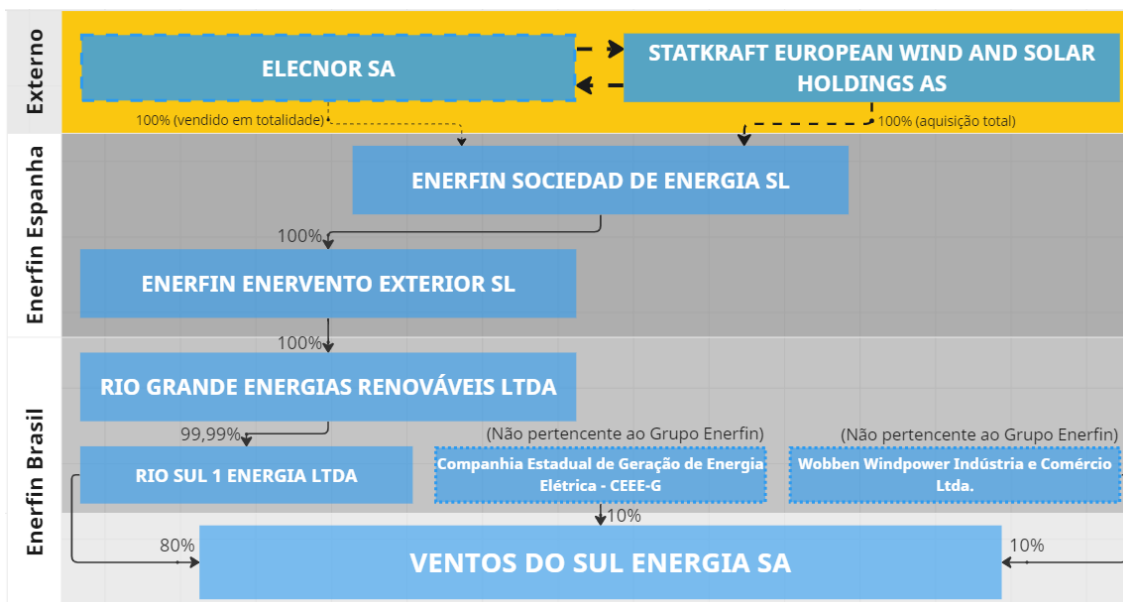 Externo
ELECNOR SA
STATKRAFT EUROPEAN WIND AND SOLAR
HOLDINGS AS
100% (vendido em totalidade)
100% (aquisição total)
Enerfin Espanha
ENERFIN SOCIEDAD DE ENERGIA SL
100%
ENERFIN ENERVENTO EXTERIOR SL
100%
Enerfin Brasil
RIO GRANDE ENERGIAS RENOVÁVEIS LTDA
99,99%
(Não pertencente ao Grupo Enerfin)
(Não pertencente ao Grupo Enerfin)
RIO SUL 1 ENERGIA LTDA
Companhia Estadual de Geração de Energia
Elétrica - CEEE-G
Wobben Windpower Indústria e Comércio
Ltda.
10%
80%
VENTOS DO SUL ENERGIA SA
10%